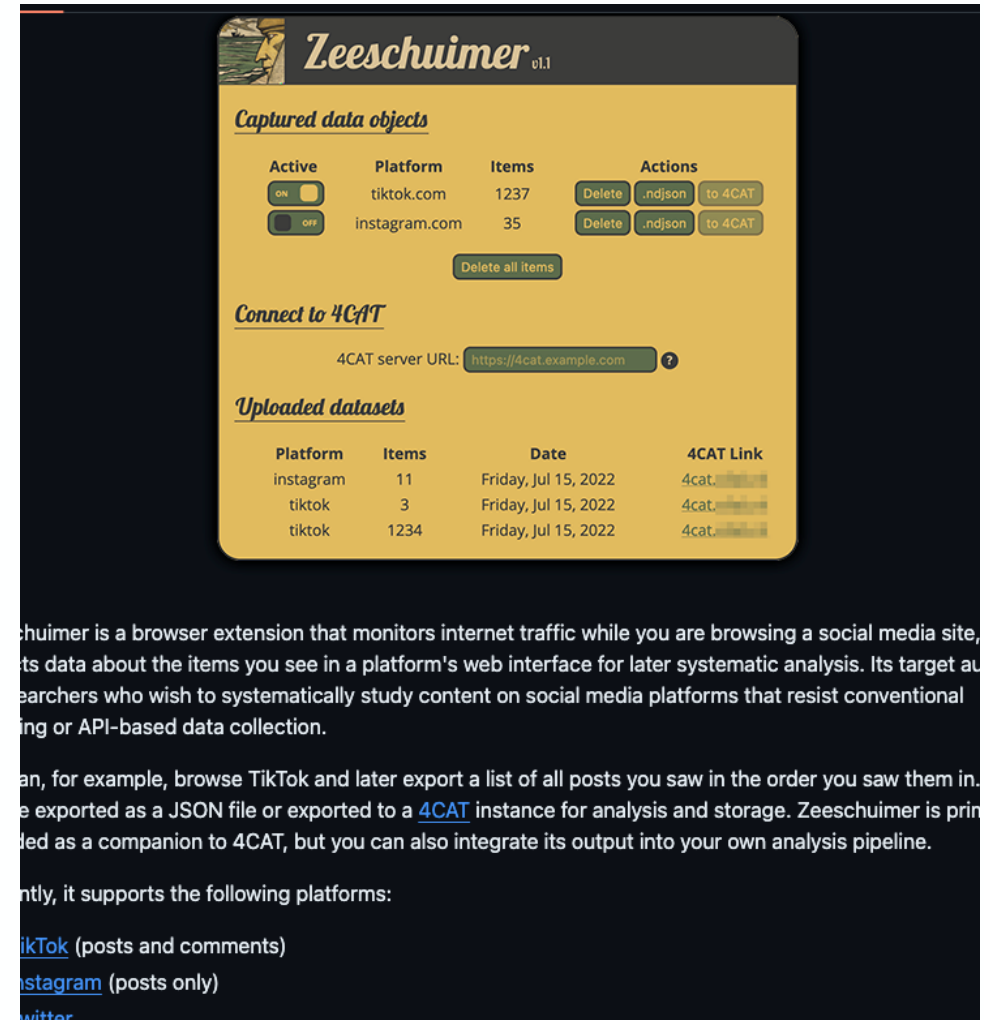 Zeeschuimer v1.1
Captured data objects
Active Platform Items Actions
ON tiktok.com 1237 Delete .ndjson to 4CAT
OFF instagram.com 35 Delete .ndjson to 4CAT
Delete all items
Connect to 4CAT
4CAT server URL: https://4cat.example.com ?
Uploaded datasets
Platform Items Date 4CAT Link
instagram 11 Friday, Jul 15, 2022 4cat.
tiktok 3 Friday, Jul 15, 2022 4cat.
tiktok 1234 Friday, Jul 15, 2022 4cat.
chuimer is a browser extension that monitors internet traffic while you are browsing a social media site,
ts data about the items you see in a platform's web interface for later systematic analysis. Its target au
earchers who wish to systematically study content on social media platforms that resist conventional
ing or API-based data collection.
an, for example, browse TikTok and later export a list of all posts you saw in the order you saw them in.
e exported as a JSON file or exported to a 4CAT instance for analysis and storage. Zeeschuimer is prin
ded as a companion to 4CAT, but you can also integrate its output into your own analysis pipeline.
ntly, it supports the following platforms:
ikTok (posts and comments)
nstagram (posts only)
witter